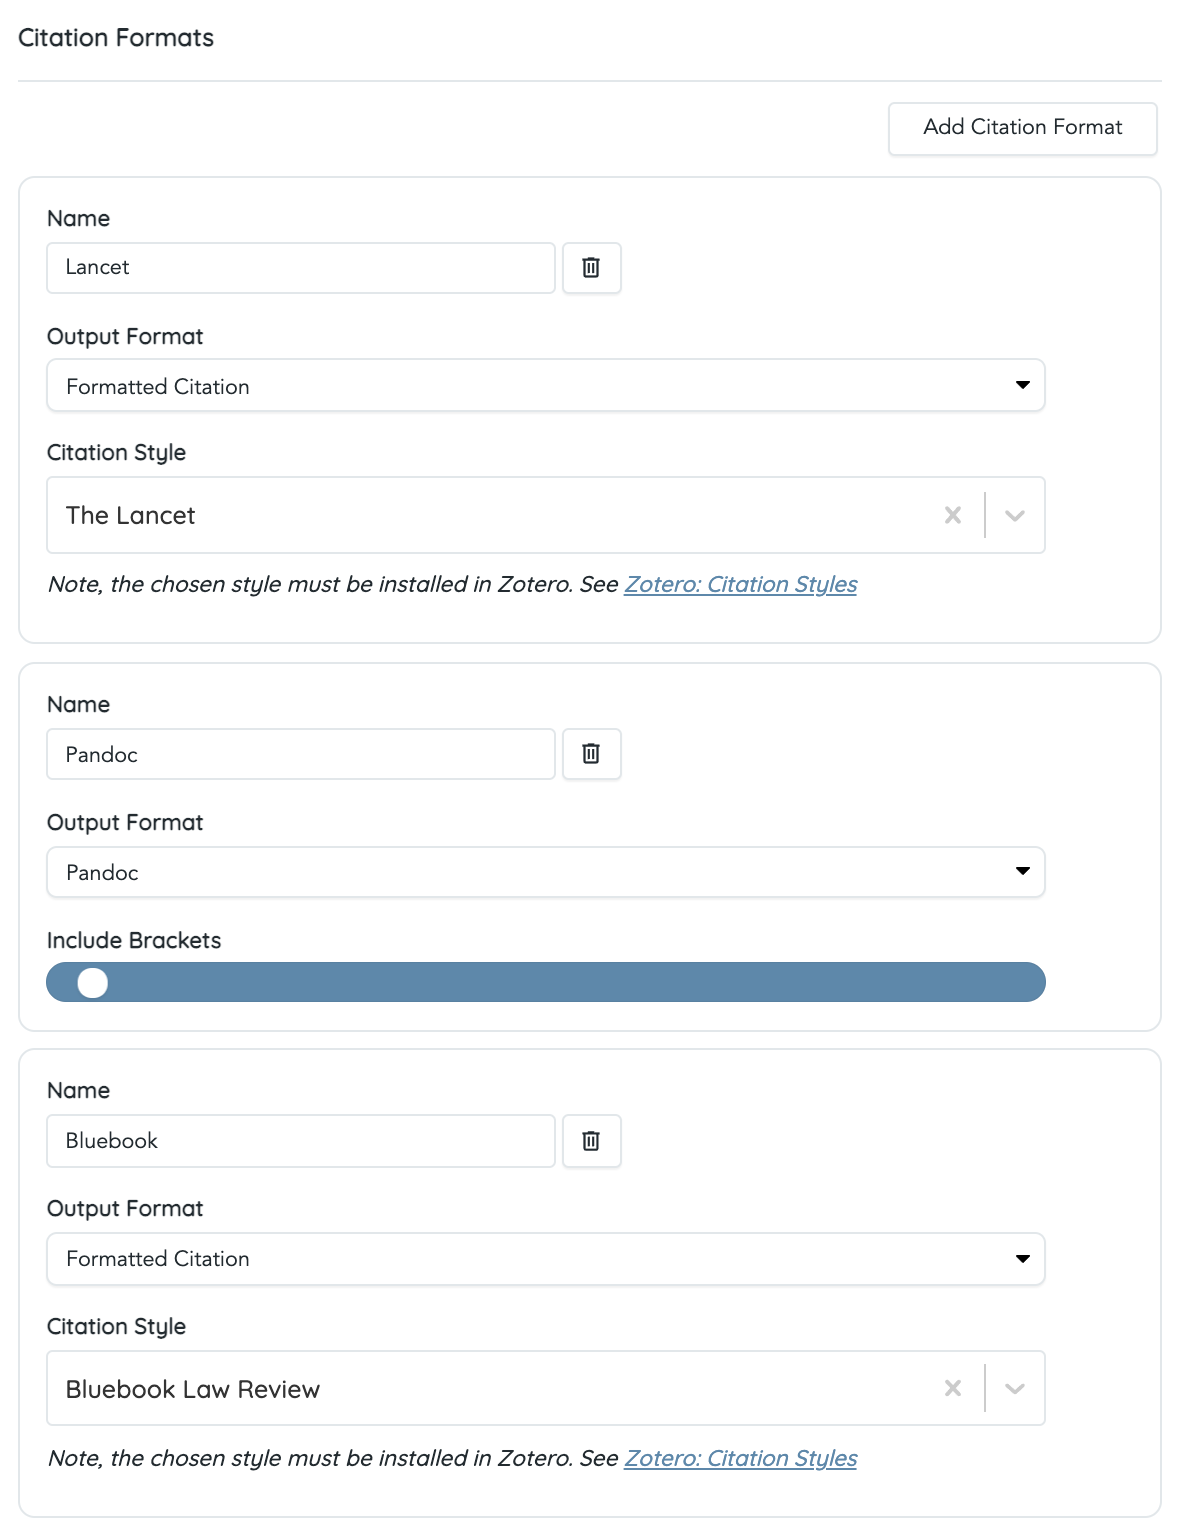 Citation Formats
Add Citation Format
Name
Lancet
Output Format
Formatted Citation
Citation Style
The Lancet
Note, the chosen style must be installed in Zotero. See Zotero: Citation Styles
Name
Pandoc
Output Format
Pandoc
Include Brackets
Name
Bluebook
Output Format
Formatted Citation
Citation Style
Bluebook Law Review
Note, the chosen style must be installed in Zotero. See Zotero: Citation Styles